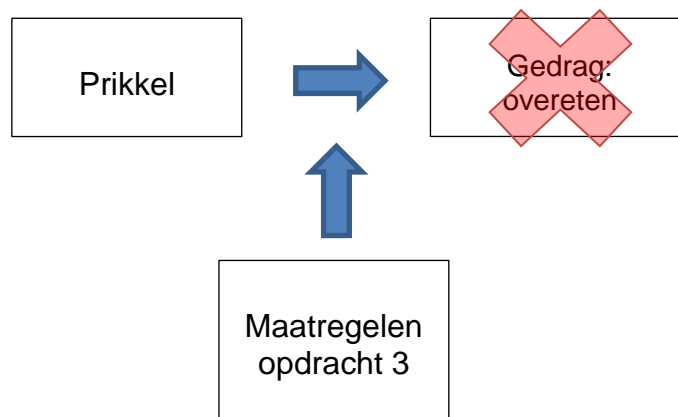 Prikkel
Gedrag:
overeten
Maatregelen
opdracht 3